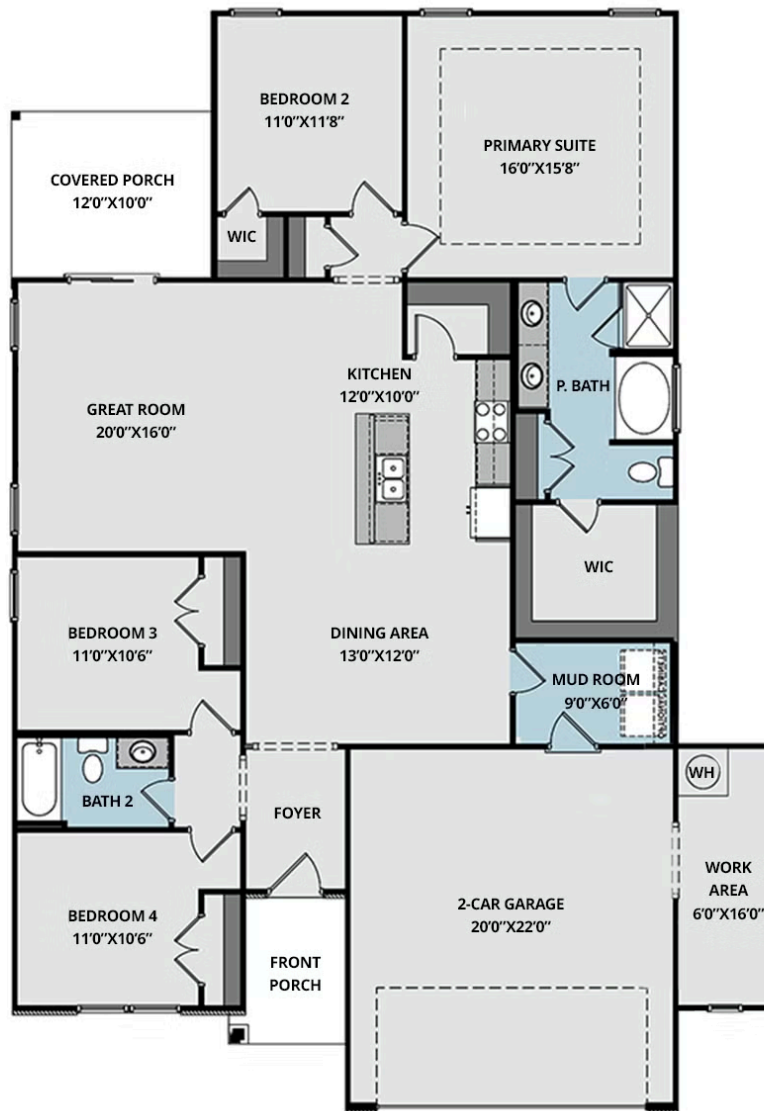 BEDROOM 2
11'0"X11'8"
PRIMARY SUITE
16'0"X15'8"
COVERED PORCH
12'0"X10'0"
WIC
KITCHEN
12'0"X10'0"
P. BATH
GREAT ROOM
20'0"X16'0"
WIC
BEDROOM 3
11'0"X10'6"
DINING AREA
13'0"X12'0"
MUD ROOM
9'0"X6'0"
WH
BATH 2
FOYER
WORK
AREA
6'0"X16'0"
2-CAR GARAGE
20'0"X22'0"
BEDROOM 4
11'0"X10'6"
FRONT
PORCH